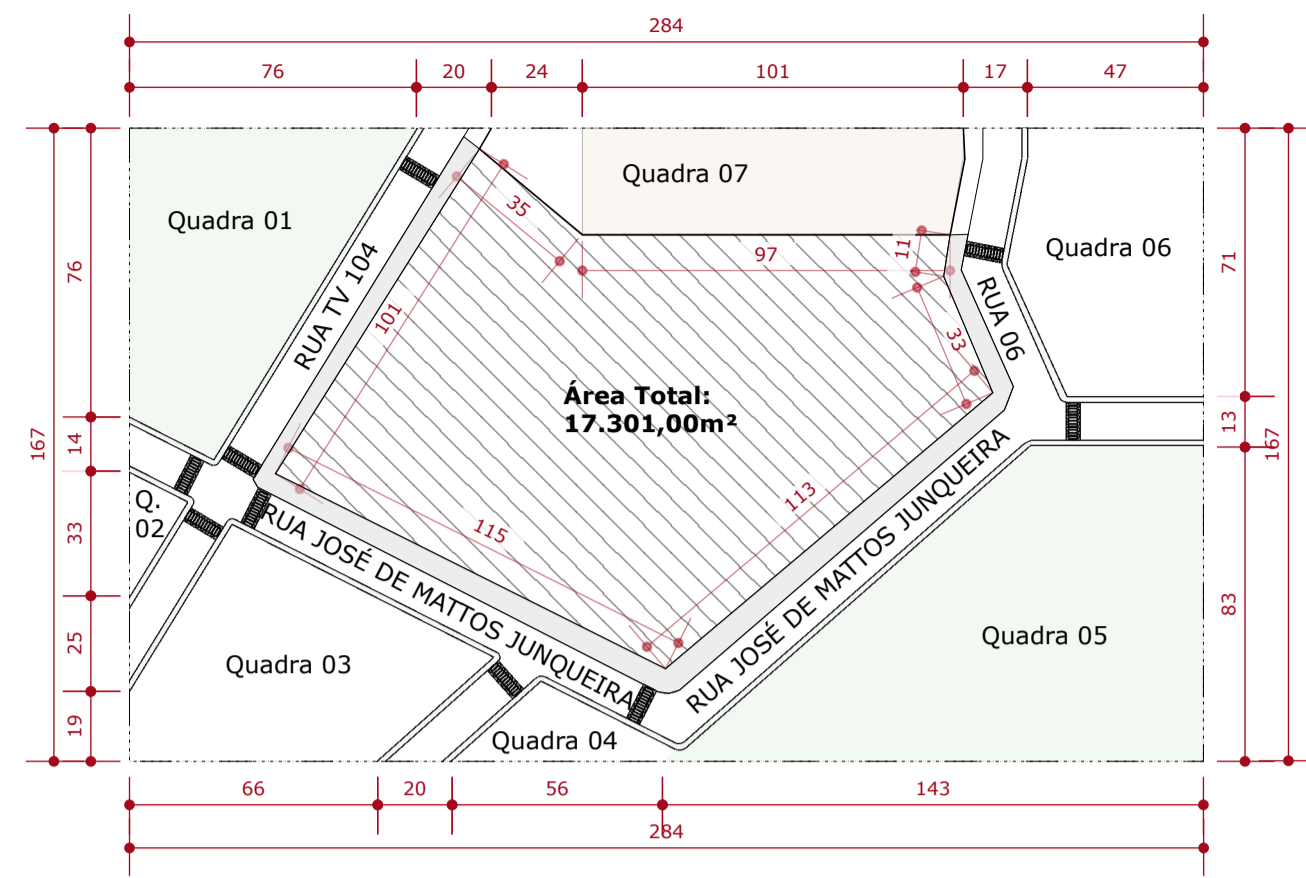 284
76
20
24
101
17
47
Quadra 07
Quadra 01
35
Quadra 06
11
97
71
76
RUA TV 104
101
RUA 06
33
Área Total:
17.301,00m²
167
14
13
167
Q.
02
33
RUA JOSÉ DE MATTOS JUNQUEIRA
115
113
RUA JOSÉ DE MATTOS JUNQUEIRA
83
25
Quadra 03
Quadra 05
19
Quadra 04
66
20
56
143
284